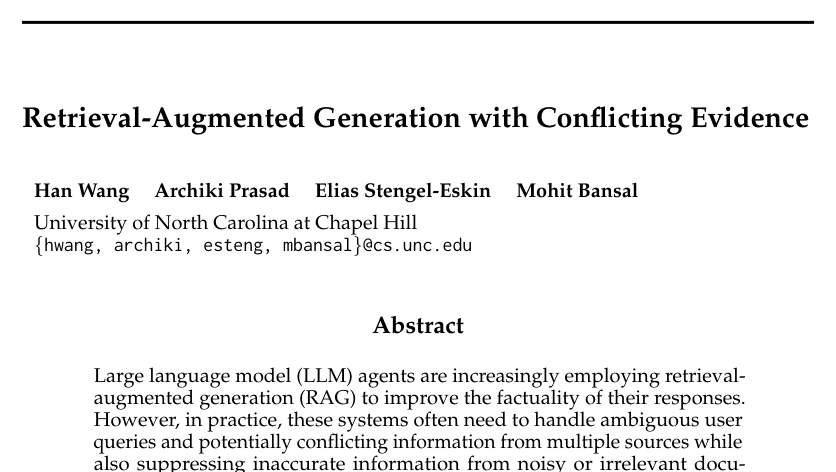 Retrieval-Augmented Generation with Conflicting Evidence
Han Wang Archiki Prasad Elias Stengel-Eskin Mohit Bansal
University of North Carolina at Chapel Hill
{hwang, archiki, esteng, mbansal}@cs.unc.edu
Abstract
Large language model (LLM) agents are increasingly employing retrieval-
augmented generation (RAG) to improve the factuality of their responses.
However, in practice, these systems often need to handle ambiguous user
queries and potentially conflicting information from multiple sources while
also suppressing inaccurate information from noisy or irrelevant docu-